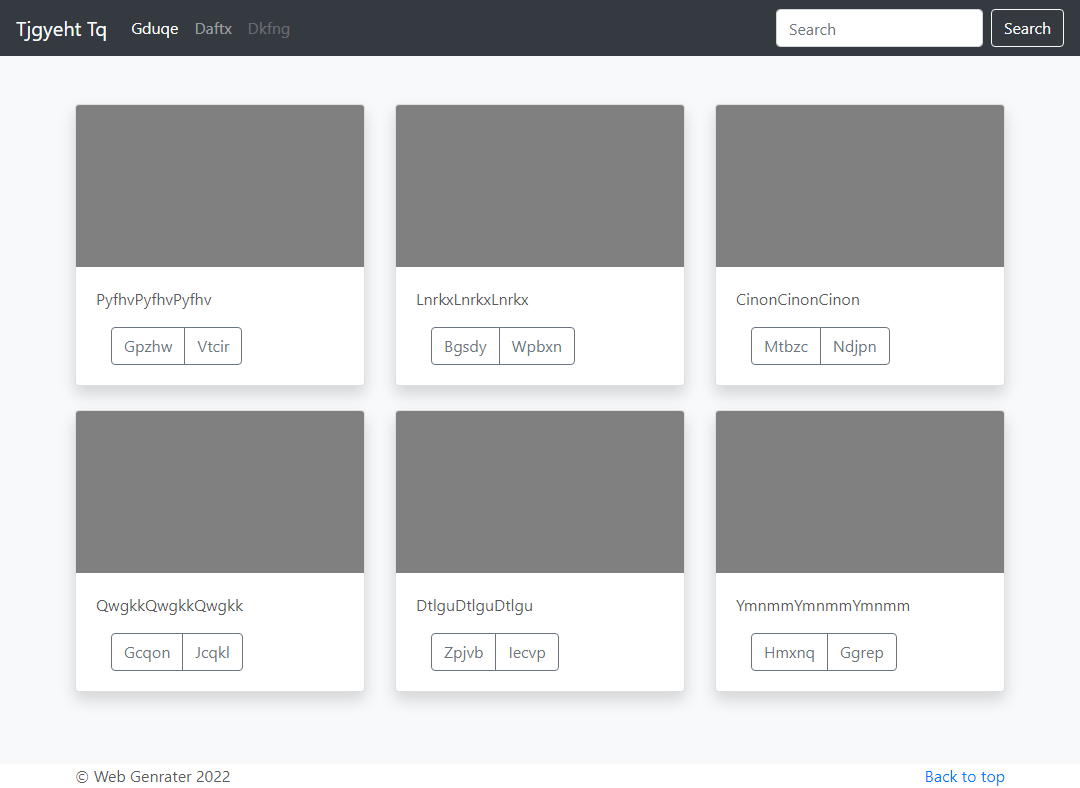 Tjgyeht Tq Gduqe Daftx Dkfng Search Search
PyfhvPyfhvPyfhv LnrkxLnrkxLnrkx CinonCinonCinon
Gpzhw Vtcir Bgsdy Wpbxn Mtbzc Ndjpn
QwgkkQwgkkQwgkk DtlguDtlguDtlgu YmnmmYmnmmYmnmm
Gcqon Jcqkl Zpjvb Iecvp Hmxnq Ggrep
© Web Genrater 2022 Back to top